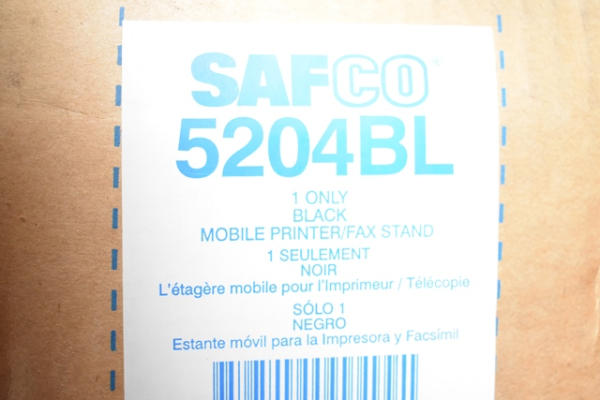 SAFCO
5204BL
1 ONLY
BLACK
MOBILE PRINTER/FAX STAND
1 SEULEMENT
NOIR
L'étagère mobile pour l'Imprimeur / Télécopie
SÓLO 1
NEGRO
Estante móvil para la Impresora y Facsímil